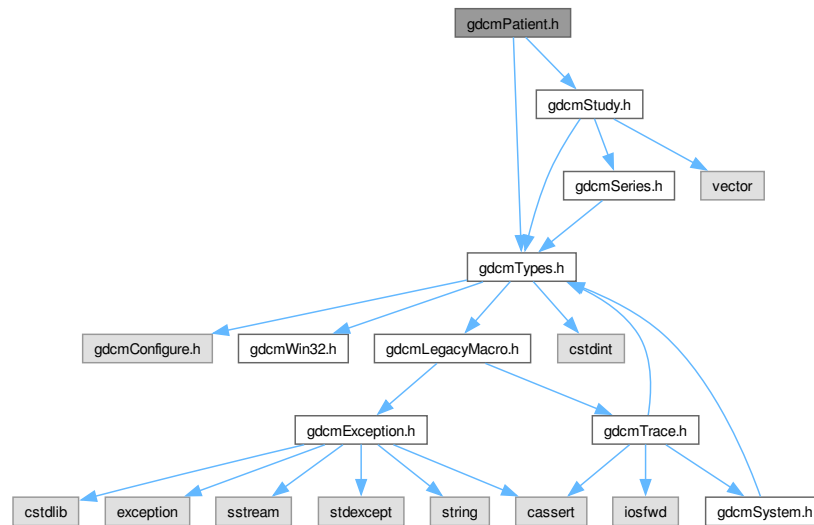 gdcmPatient.h
gdcmStudy.h
gdcmSeries.h
vector
gdcmTypes.h
gdcmConfigure.h
gdcmWin32.h
gdcmLegacyMacro.h
cstdint
gdcmException.h
gdcmTrace.h
cstdlib
exception
sstream
stdexcept
string
cassert
iosfwd
gdcmSystem.h